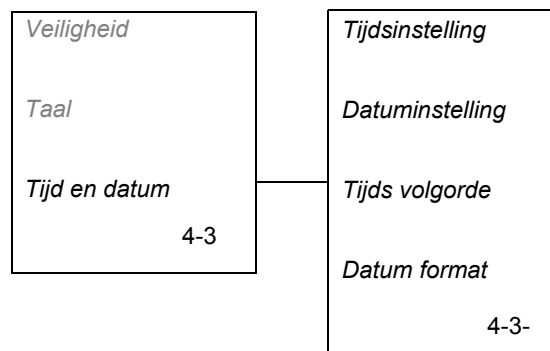 Veiligheid
Taal
Tijd en datum
4-3
Tijdsinstelling
Datuminstelling
Tijds volgorde
Datum format
4-3-